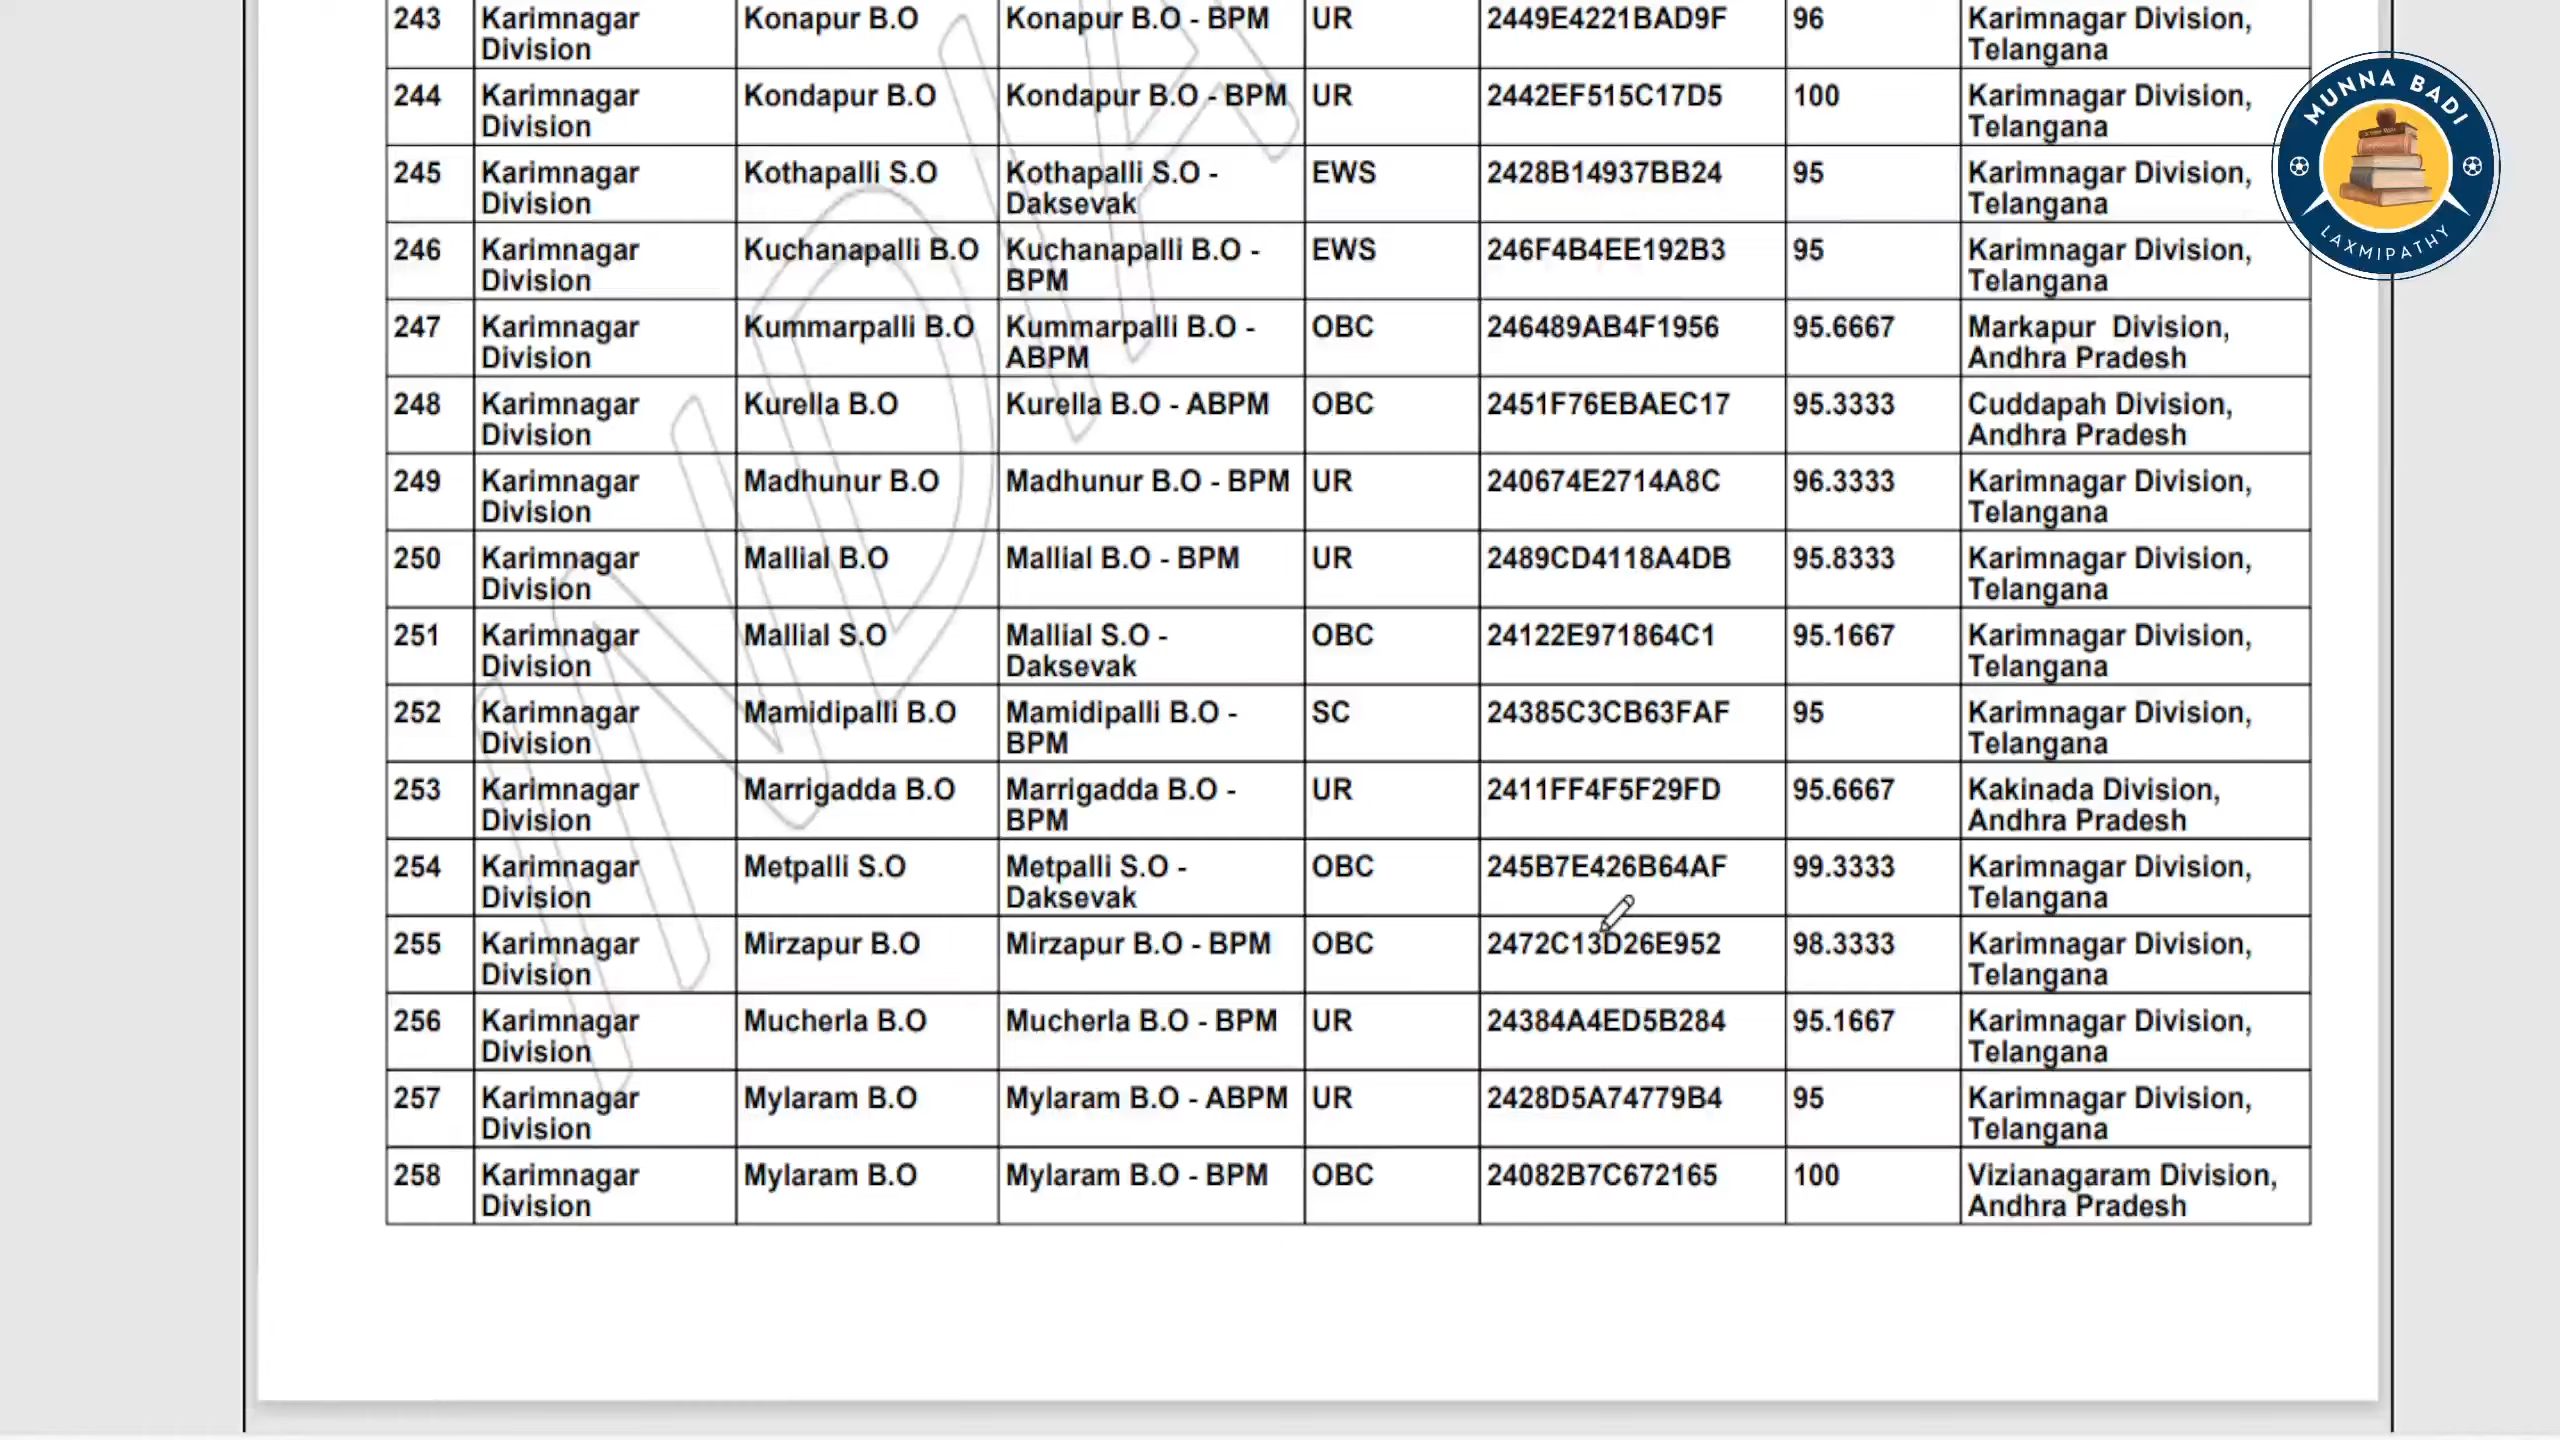 243 Karimnagar Division Konapur B.O Konapur B.O - BPM UR 2449E4221BAD9F 96 Karimnagar Division, Telangana
244 Karimnagar Division Kondapur B.O Kondapur B.O - BPM UR 2442EF515C17D5 100 Karimnagar Division, Telangana
245 Karimnagar Division Kothapalli S.O Kothapalli S.O - Daksevak EWS 2428B14937BB24 95 Karimnagar Division, Telangana
246 Karimnagar Division Kuchanapalli B.O Kuchanapalli B.O - BPM EWS 246F4B4EE192B3 95 Karimnagar Division, Telangana
247 Karimnagar Division Kummarpalli B.O Kummarpalli B.O - ABPM OBC 246489AB4F1956 95.6667 Markapur Division, Andhra Pradesh
248 Karimnagar Division Kurella B.O Kurella B.O - ABPM OBC 2451F76EBAEC17 95.3333 Cuddapah Division, Andhra Pradesh
249 Karimnagar Division Madhunur B.O Madhunur B.O - BPM UR 240674E2714A8C 96.3333 Karimnagar Division, Telangana
250 Karimnagar Division Mallial B.O Mallial B.O - BPM UR 2489CD4118A4DB 95.8333 Karimnagar Division, Telangana
251 Karimnagar Division Mallial S.O Mallial S.O - Daksevak OBC 24122E971864C1 95.1667 Karimnagar Division, Telangana
252 Karimnagar Division Mamidipalli B.O Mamidipalli B.O - BPM SC 24385C3CB63FAF 95 Karimnagar Division, Telangana
253 Karimnagar Division Marrigadda B.O Marrigadda B.O - BPM UR 2411FF4F5F29FD 95.6667 Kakinada Division, Andhra Pradesh
254 Karimnagar Division Metpalli S.O Metpalli S.O - Daksevak OBC 245B7E426B64AF 99.3333 Karimnagar Division, Telangana
255 Karimnagar Division Mirzapur B.O Mirzapur B.O - BPM OBC 2472C13D26E952 98.3333 Karimnagar Division, Telangana
256 Karimnagar Division Mucherla B.O Mucherla B.O - BPM UR 24384A4ED5B284 95.1667 Karimnagar Division, Telangana
257 Karimnagar Division Mylaram B.O Mylaram B.O - ABPM UR 2428D5A74779B4 95 Karimnagar Division, Telangana
258 Karimnagar Division Mylaram B.O Mylaram B.O - BPM OBC 24082B7C672165 100 Vizianagaram Division, Andhra Pradesh
MUNNA BADI
LAXMIPATHY
INDIA